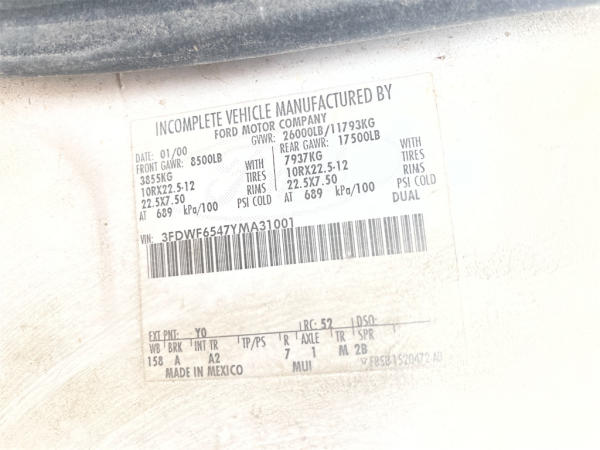 INCOMPLETE VEHICLE MANUFACTURED BY
FORD MOTOR COMPANY
DATE: 01/00 GVWR: 26000LB/11793KG
FRONT GAWR: 8500LB REAR GAWR: 17500LB
3855KG WITH 7937KG WITH
10RX22.5-12 TIRES 10RX22.5-12 TIRES
22.5X7.50 RIMS 22.5X7.50 RIMS
AT 689 kPa/100 PSI COLD AT 689 kPa/100 PSI COLD
DUAL
VIN: 3FDWF6547YMA31001
EXT PNT: YO RC: 52 DSO:
WB BRK INT TR TP/PS R AXLE TR SPR
158 A A2 7 1 M 2B
MADE IN MEXICO MUI F85B 1520472 AD